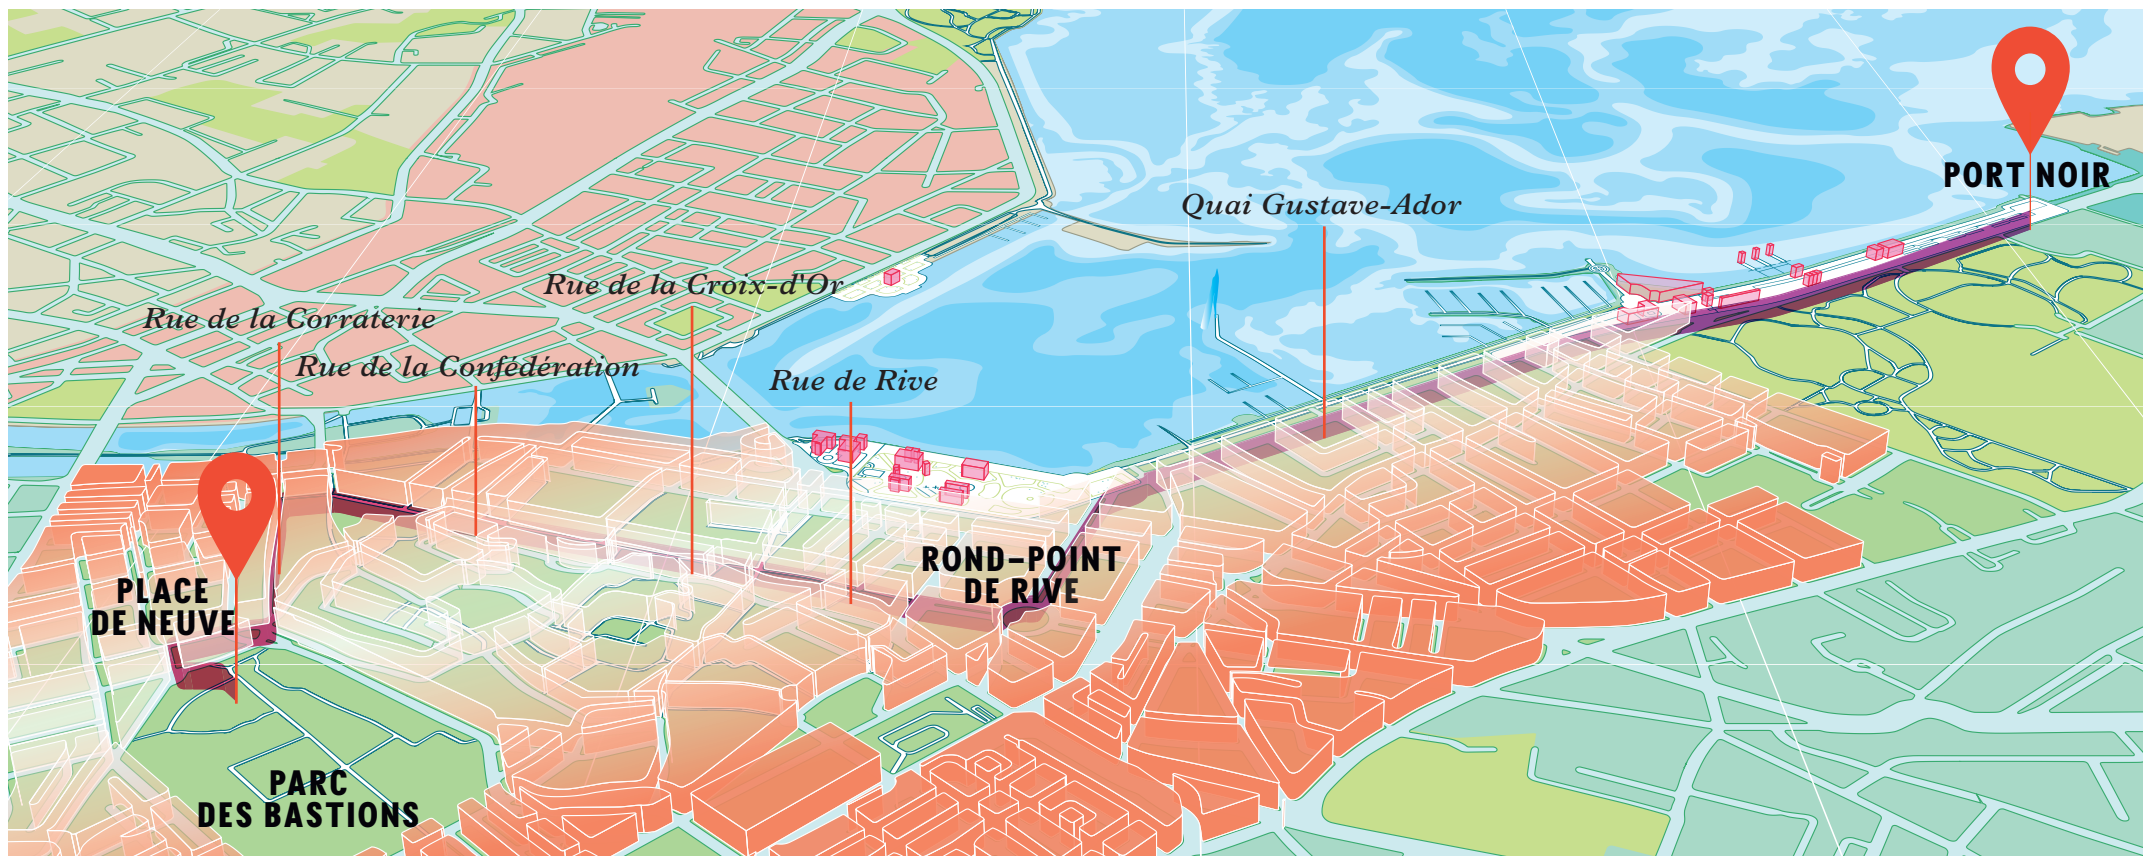 PORT NOIR
Quai Gustave-Ador
Rue de la Croix-d'Or
Rue de la Corraterie
Rue de la Confédération
Rue de Rive
ROND-POINT
DE RIVE
PLACE
DE NEUVE
PARC
DES BASTIONS